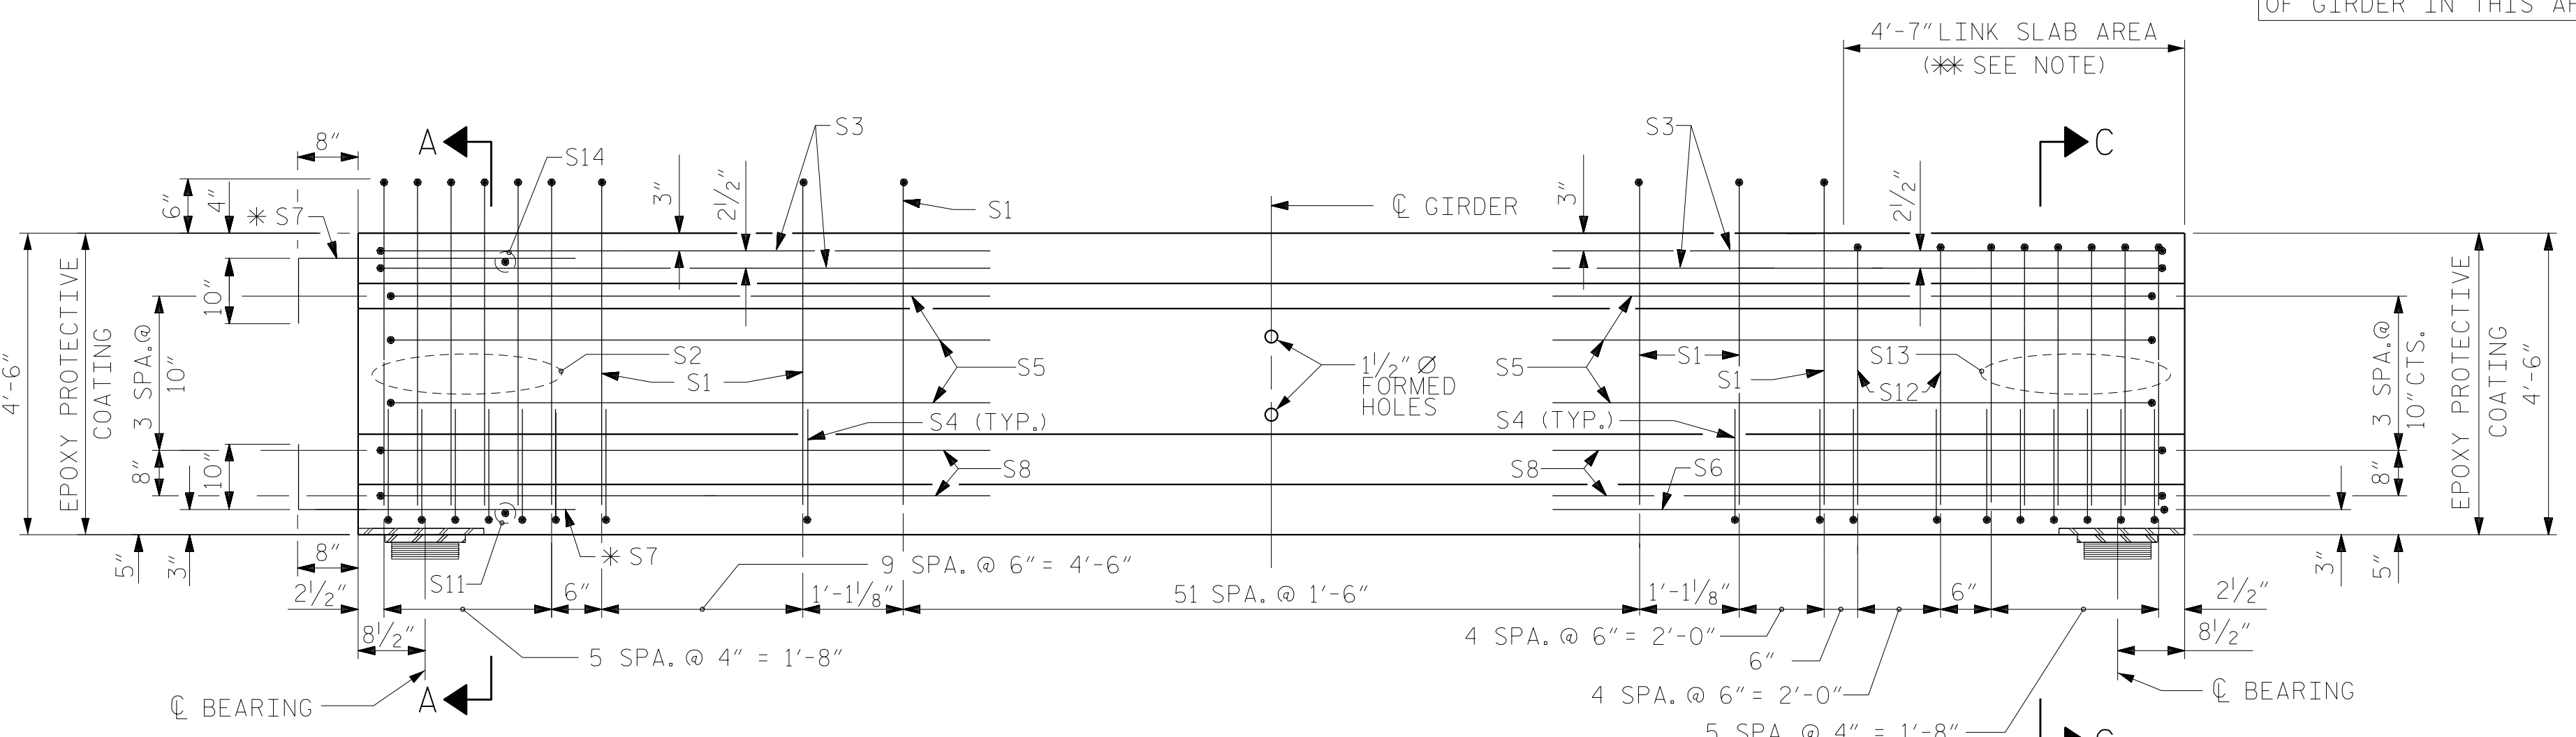 OF GIRDER IN THIS
4'-7" LINK SLAB AREA
(** SEE NOTE)
8"
A
S14
S3
S3
C
6"
4"
* S7
3"
2½"
S1
℄ GIRDER
3"
2½"
4'-6"
EPOXY PROTECTIVE
COATING
3 SPA.@
10"
10"
S2
S1
S5
1½" Ø
FORMED
HOLES
S5
S1
S1
S13
S12
3 SPA.@
10" CTS.
EPOXY PROTECTIVE
COATING
4'-6"
S4 (TYP.)
S4 (TYP.)
8"
10"
S8
S8
S6
8"
5"
3"
8"
S11
* S7
3"
5"
2½"
6"
9 SPA. @ 6" = 4'-6"
1'-1⅛"
51 SPA. @ 1'-6"
1'-1⅛"
6"
2½"
8½"
4 SPA. @ 6" = 2'-0"
8½"
5 SPA. @ 4" = 1'-8"
6"
℄ BEARING
A
4 SPA. @ 6" = 2'-0"
℄ BEARING
5 SPA. @ 4" = 1'-8"
C